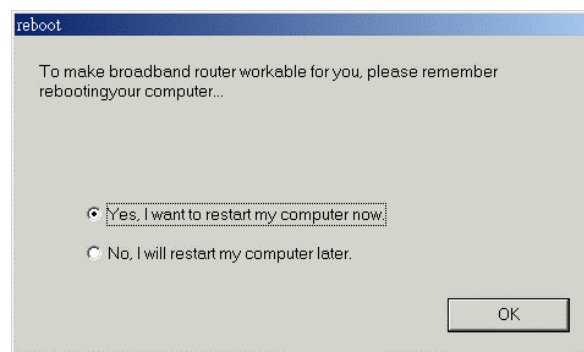 reboot
To make broadband router workable for you, please remember
rebootingyour computer...
Yes, I want to restart my computer now.
No, I will restart my computer later.
OK